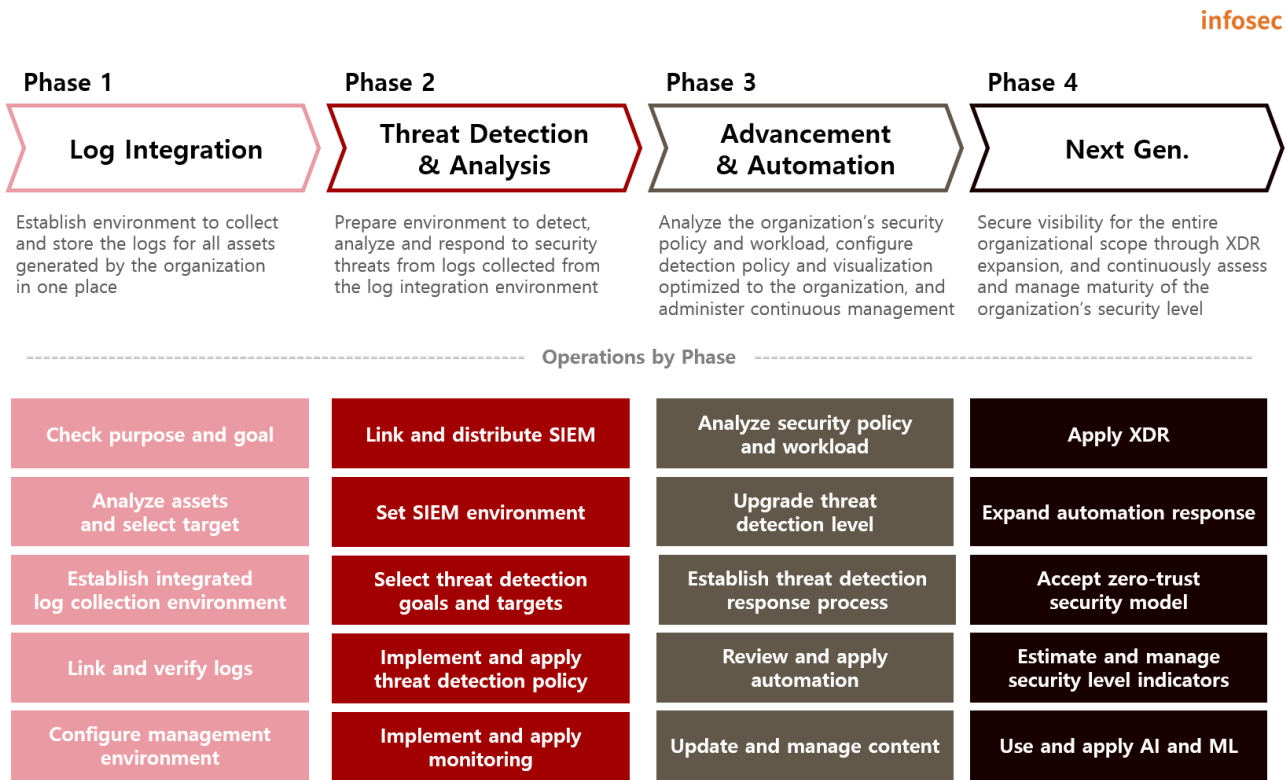 infosec
Phase 1
Phase 2
Phase 3
Phase 4
Log Integration
Threat Detection
& Analysis
Advancement
& Automation
Next Gen.
Establish environment to collect
and store the logs for all assets
generated by the organization
in one place
Prepare environment to detect,
analyze and respond to security
threats from logs collected from
the log integration environment
Analyze the organization's security
policy and workload, configure
detection policy and visualization
optimized to the organization, and
administer continuous management
Secure visibility for the entire
organizational scope through XDR
expansion, and continuously assess
and manage maturity of the
organization's security level
Operations by Phase
Check purpose and goal
Link and distribute SIEM
Analyze security policy
and workload
Apply XDR
Analyze assets
and select target
Set SIEM environment
Upgrade threat
detection level
Expand automation response
Establish integrated
log collection environment
Select threat detection
goals and targets
Establish threat detection
response process
Accept zero-trust
security model
Link and verify logs
Implement and apply
threat detection policy
Review and apply
automation
Estimate and manage
security level indicators
Configure management
environment
Implement and apply
monitoring
Update and manage content
Use and apply AI and ML